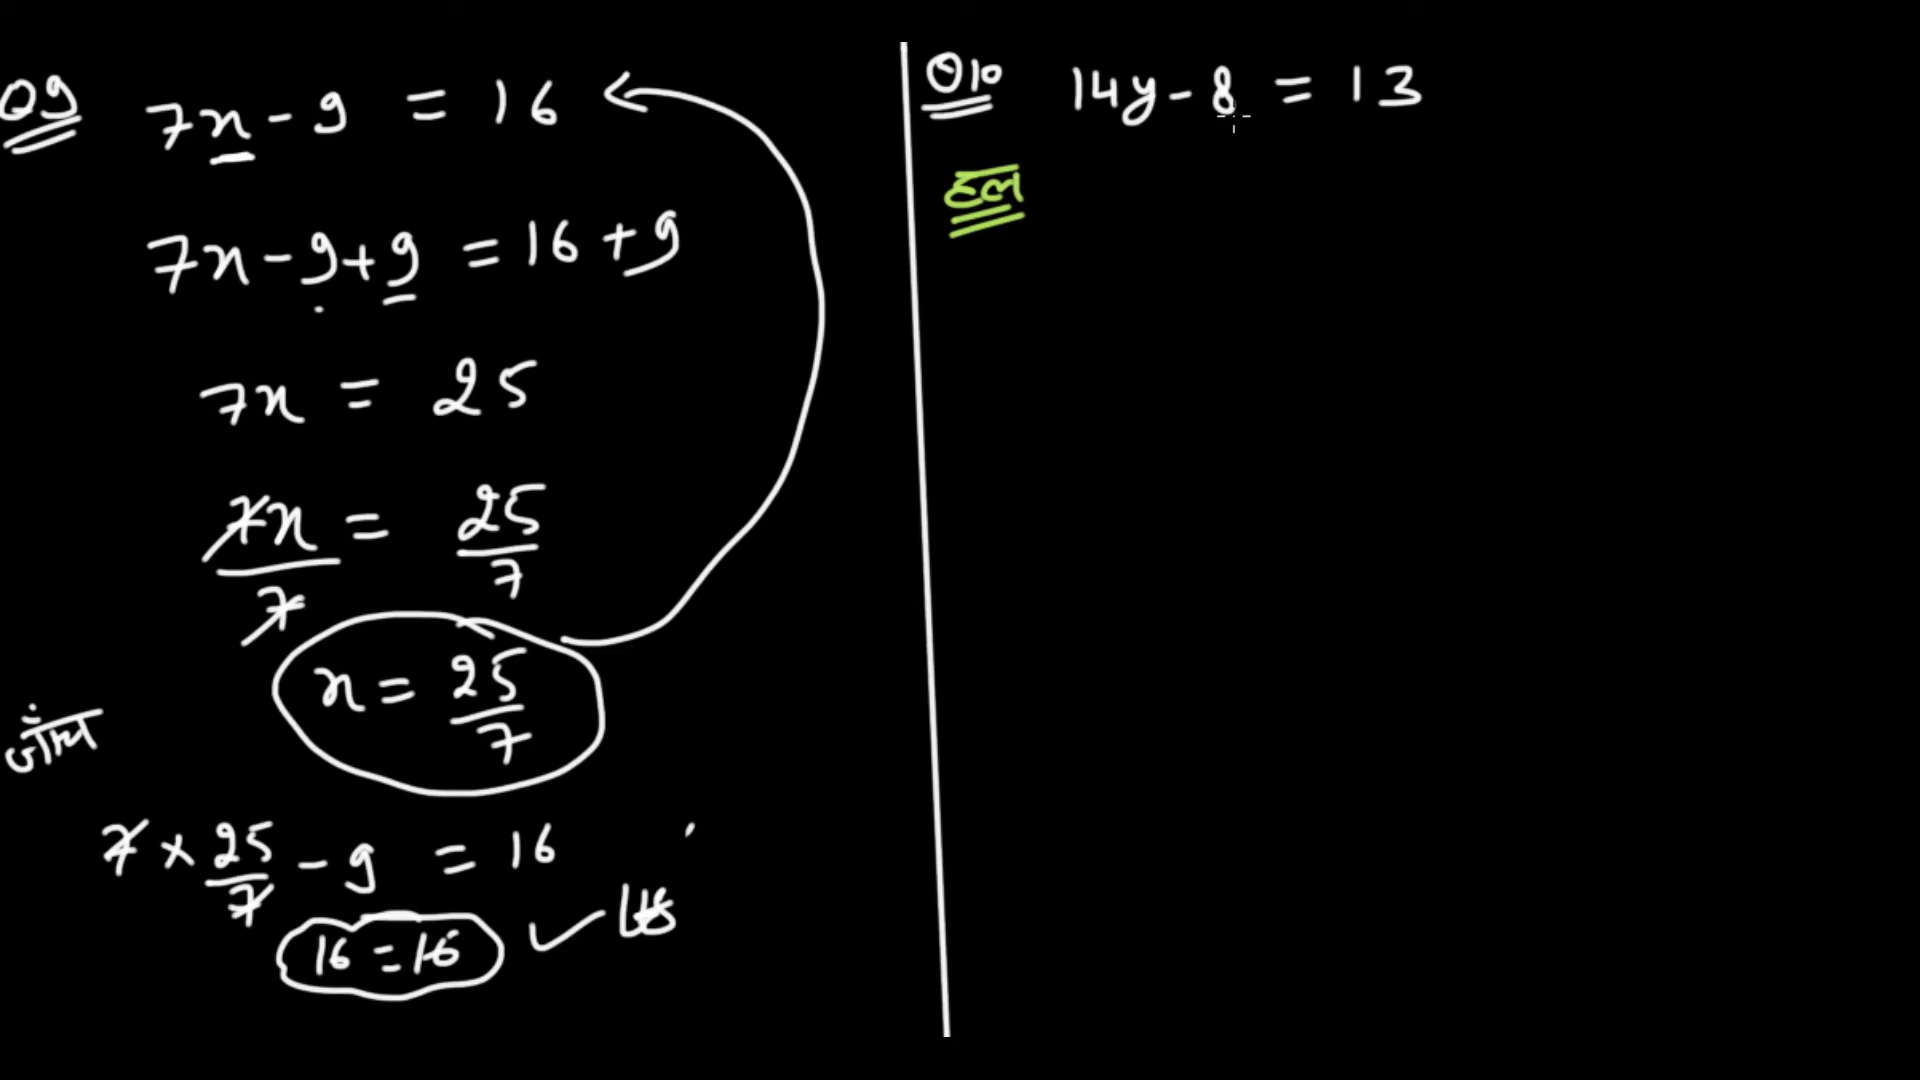 Q9 7x - 9 = 16
7x - 9 + 9 = 16 + 9
7x = 25
7x/7 = 25/7
x = 25/7
जाँच
7 × 25/7 - 9 = 16
16 = 16
Q10 14y - 8 = 13
हल